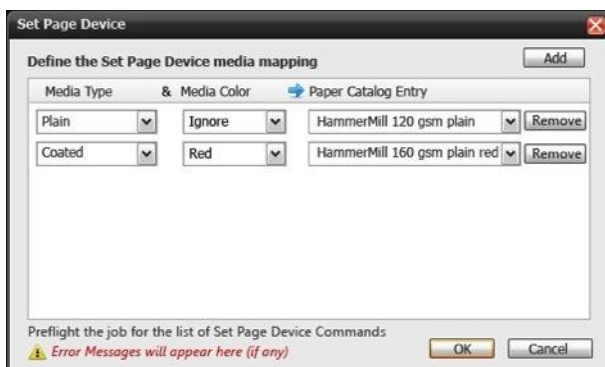 Set Page Device
Define the Set Page Device media mapping Add
Media Type & Media Color Paper Catalog Entry
Plain Ignore HammerMill 120 gsm plain Remove
Coated Red HammerMill 160 gsm plain red Remove
Preflight the job for the list of Set Page Device Commands
Error Messages will appear here (if any) OK Cancel